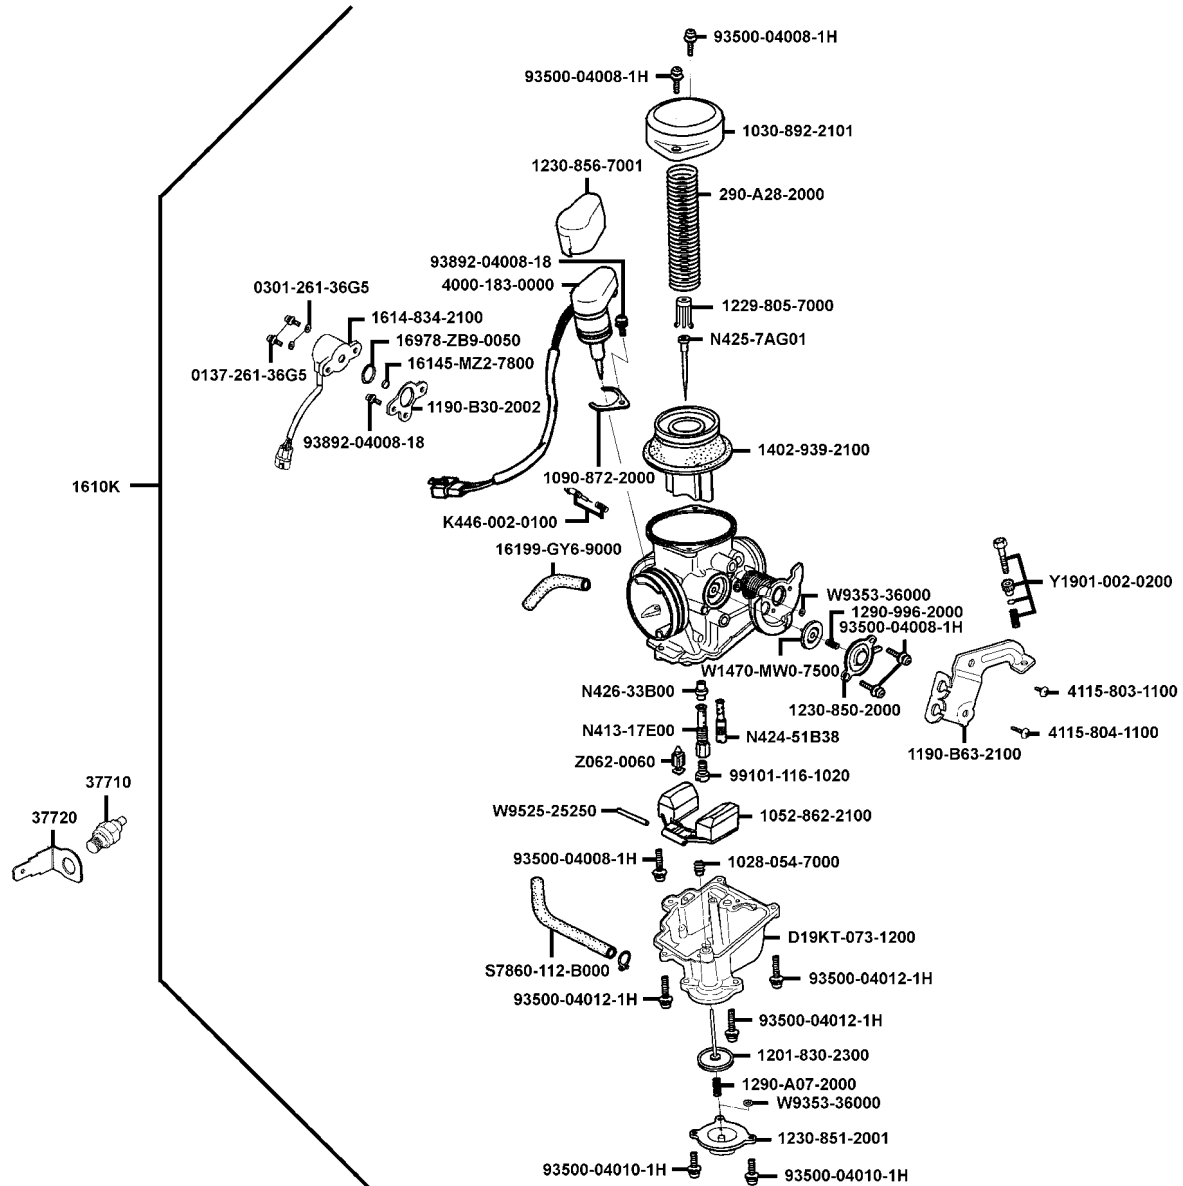 93500-04008-1H
93500-04008-1H
1030-892-2101
1230-856-7001
290-A28-2000
93892-04008-18
4000-183-0000
0301-261-36G5
1229-805-7000
1614-834-2100
16978-ZB9-0050
N425-7AG01
16145-MZ2-7800
0137-261-36G5
1190-B30-2002
93892-04008-18
1402-939-2100
1090-872-2000
1610K
K446-002-0100
16199-GY6-9000
Y1901-002-0200
W9353-36000
1290-996-2000
93500-04008-1H
W1470-MW0-7500
N426-33B00
4115-803-1100
1230-850-2000
N413-17E00
N424-51B38
4115-804-1100
1190-B63-2100
Z062-0060
99101-116-1020
37710
W9525-25250
1052-862-2100
37720
93500-04008-1H
1028-054-7000
D19KT-073-1200
S7860-112-B000
93500-04012-1H
93500-04012-1H
93500-04012-1H
1201-830-2300
1290-A07-2000
W9353-36000
1230-851-2001
93500-04010-1H
93500-04010-1H